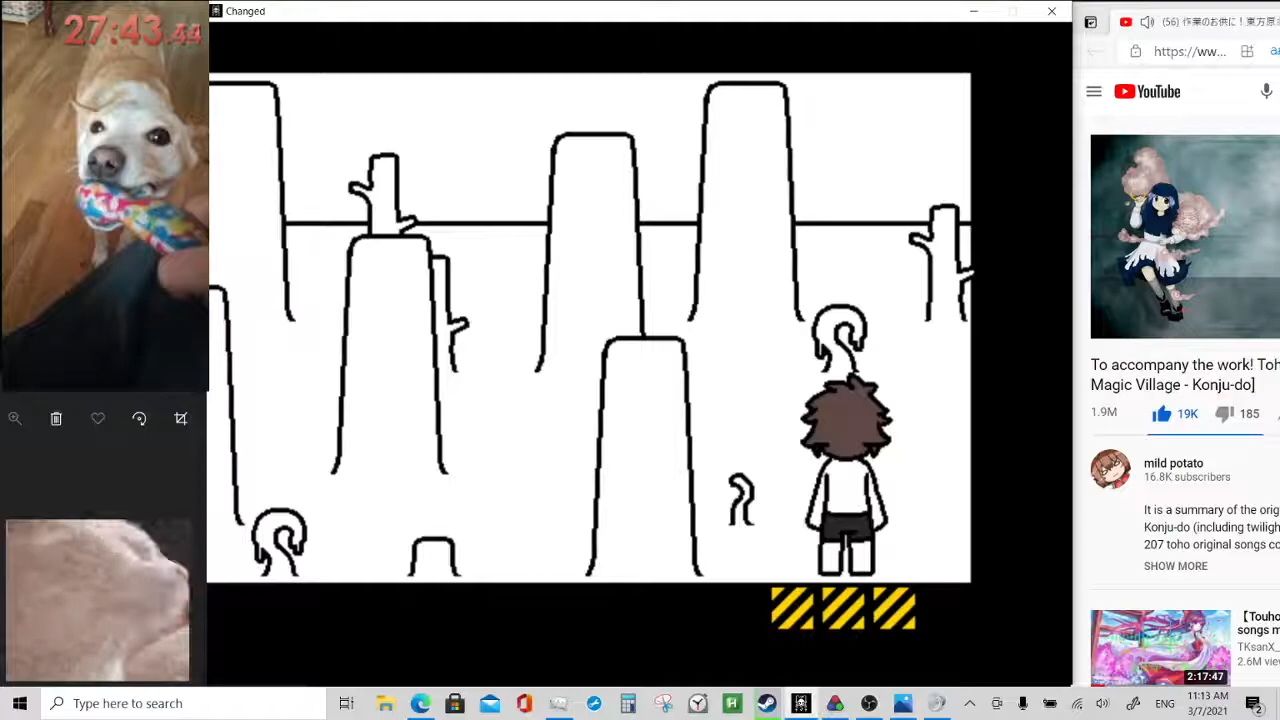 27:43.44
Changed
(56) 作業のお供に！東方原
https://ww...
YouTube
To accompany the work! Toh
Magic Village - Konju-do]
1.9M
19K
185
mild potato
16.8K subscribers
It is a summary of the orig
Konju-do (including twiligh
207 toho original songs co
SHOW MORE
2:17:47
【Touho
songs m
TKsanX_
2.6M view
Type here to search
ENG
11:13 AM
3/7/2021